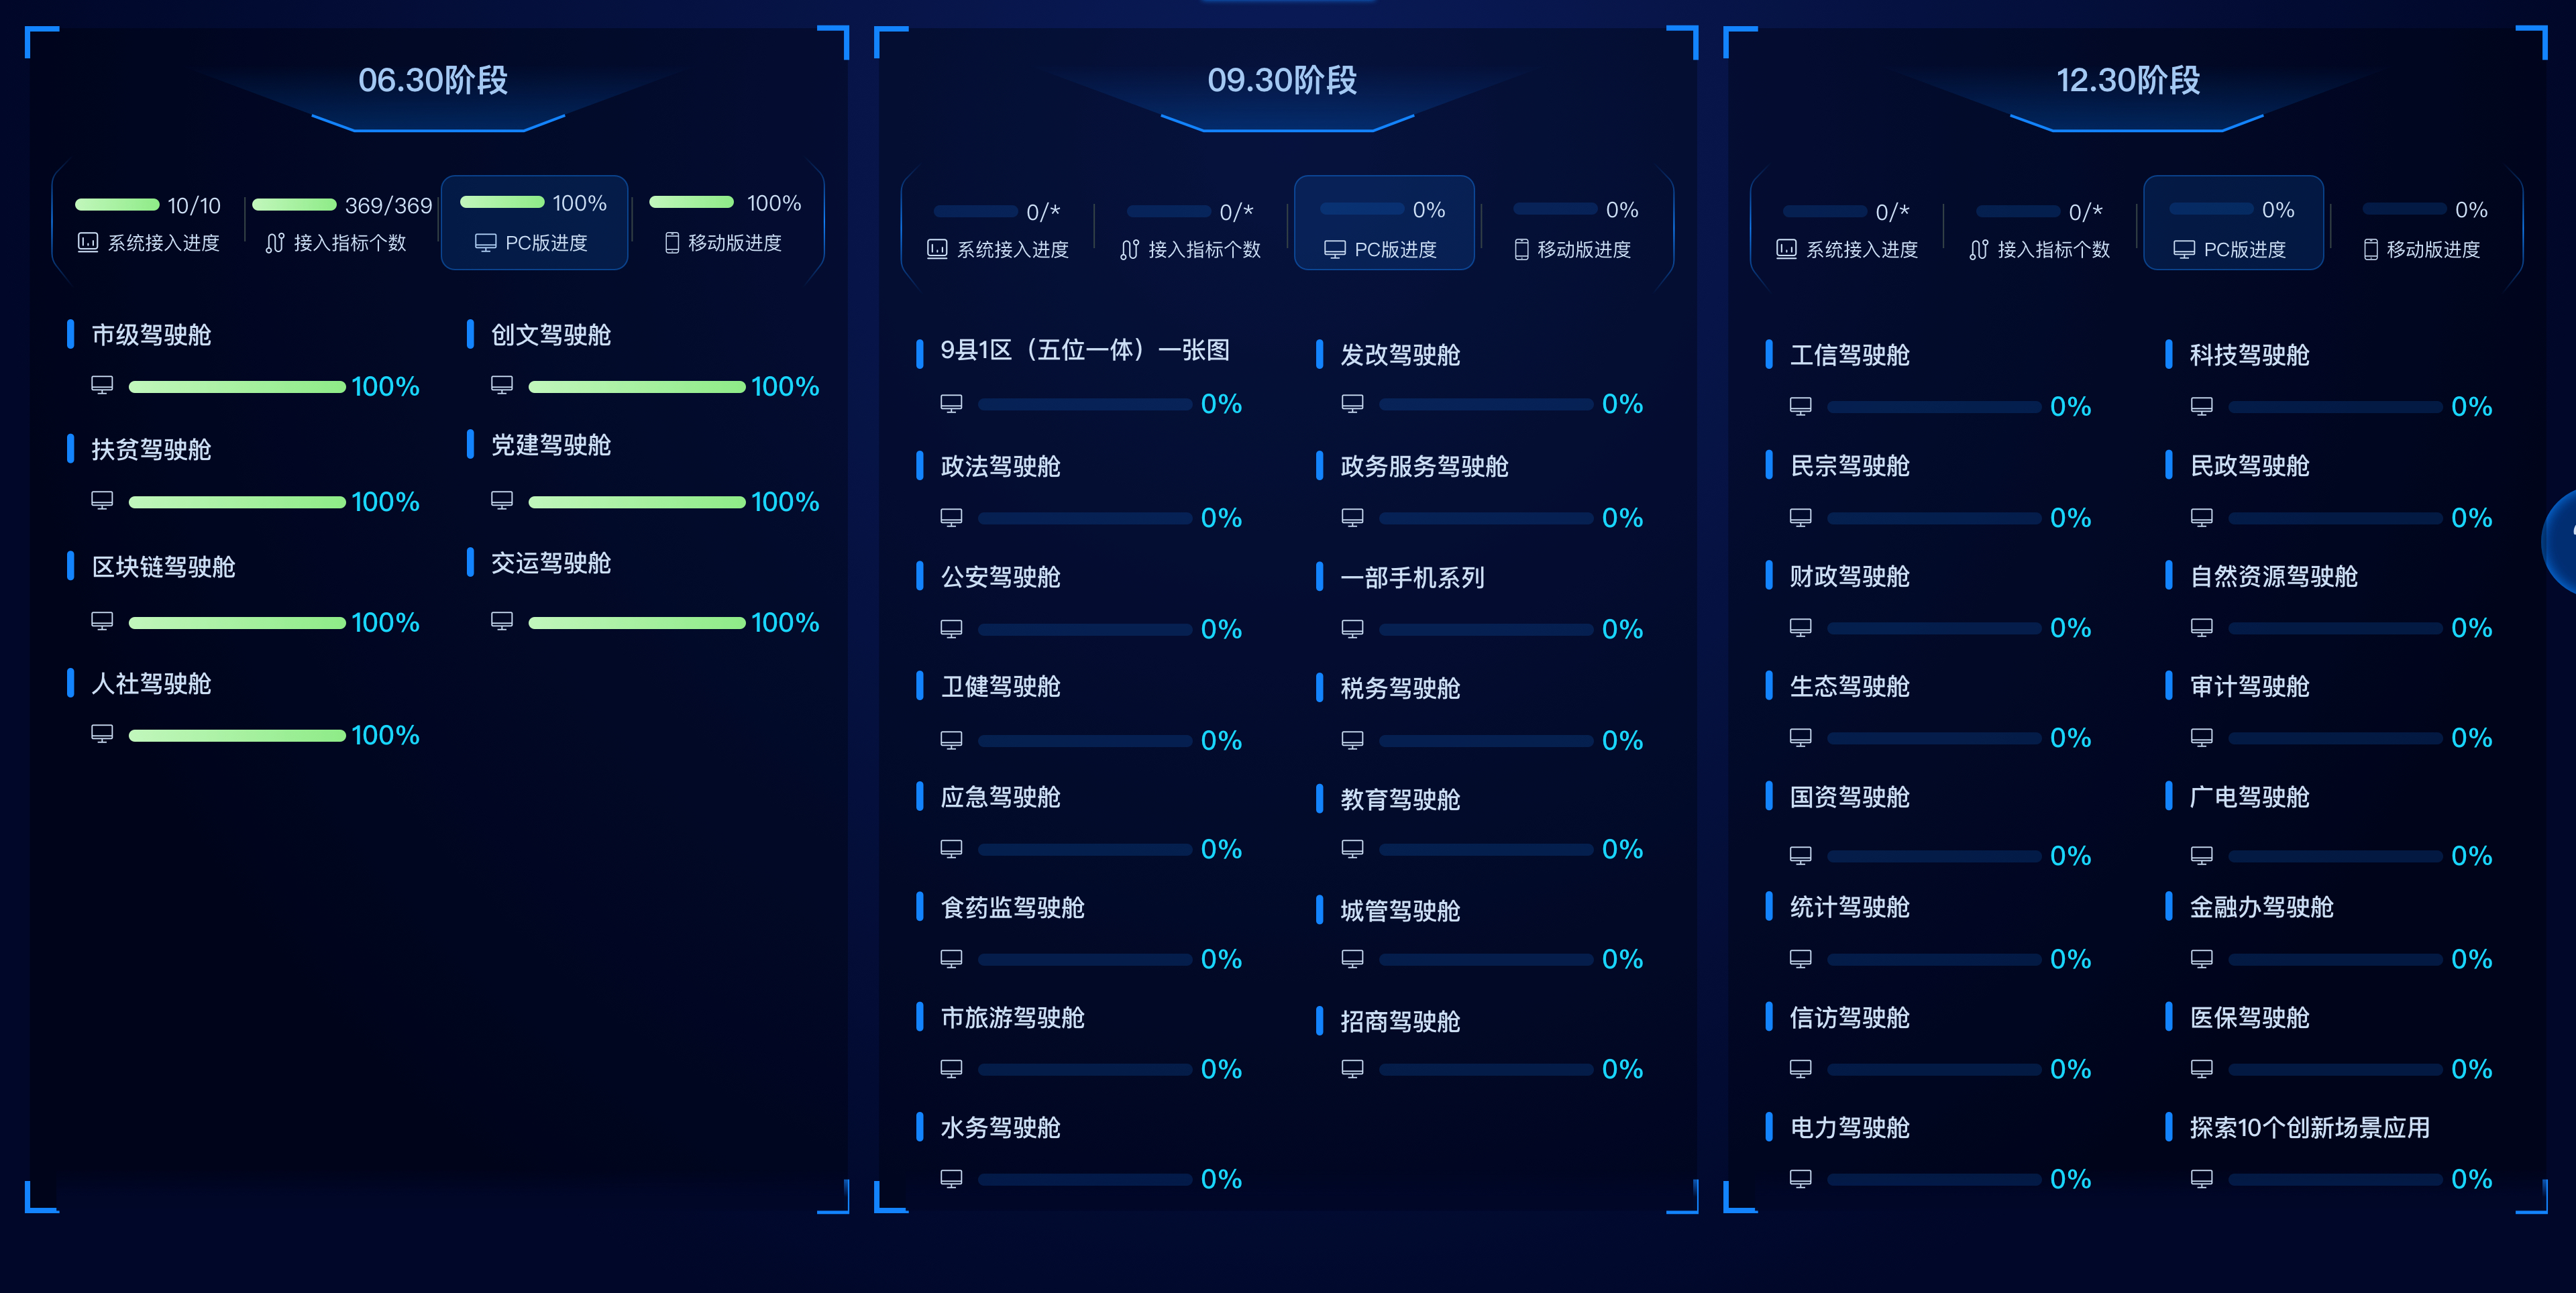 06.30阶段
10/10
369/369
100%
100%
系统接入进度
接入指标个数
PC版进度
移动版进度
市级驾驶舱
创文驾驶舱
100%
100%
扶贫驾驶舱
党建驾驶舱
100%
100%
区块链驾驶舱
交运驾驶舱
100%
100%
人社驾驶舱
100%
09.30阶段
0/*
0/*
0%
0%
系统接入进度
接入指标个数
PC版进度
移动版进度
9县1区（五位一体）一张图
发改驾驶舱
0%
0%
政法驾驶舱
政务服务驾驶舱
0%
0%
公安驾驶舱
一部手机系列
0%
0%
卫健驾驶舱
税务驾驶舱
0%
0%
应急驾驶舱
教育驾驶舱
0%
0%
食药监驾驶舱
城管驾驶舱
0%
0%
市旅游驾驶舱
招商驾驶舱
0%
0%
水务驾驶舱
0%
12.30阶段
0/*
0/*
0%
0%
系统接入进度
接入指标个数
PC版进度
移动版进度
工信驾驶舱
科技驾驶舱
0%
0%
民宗驾驶舱
民政驾驶舱
0%
0%
财政驾驶舱
自然资源驾驶舱
0%
0%
生态驾驶舱
审计驾驶舱
0%
0%
国资驾驶舱
广电驾驶舱
0%
0%
统计驾驶舱
金融办驾驶舱
0%
0%
信访驾驶舱
医保驾驶舱
0%
0%
电力驾驶舱
探索10个创新场景应用
0%
0%